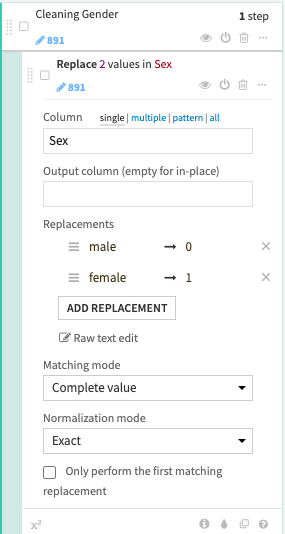 Cleaning Gender 1 step
891
Replace 2 values in Sex
891
Column single | multiple | pattern | all
Sex
Output column (empty for in-place)
Replacements
male → 0
female → 1
ADD REPLACEMENT
Raw text edit
Matching mode
Complete value
Normalization mode
Exact
Only perform the first matching
replacement
x²